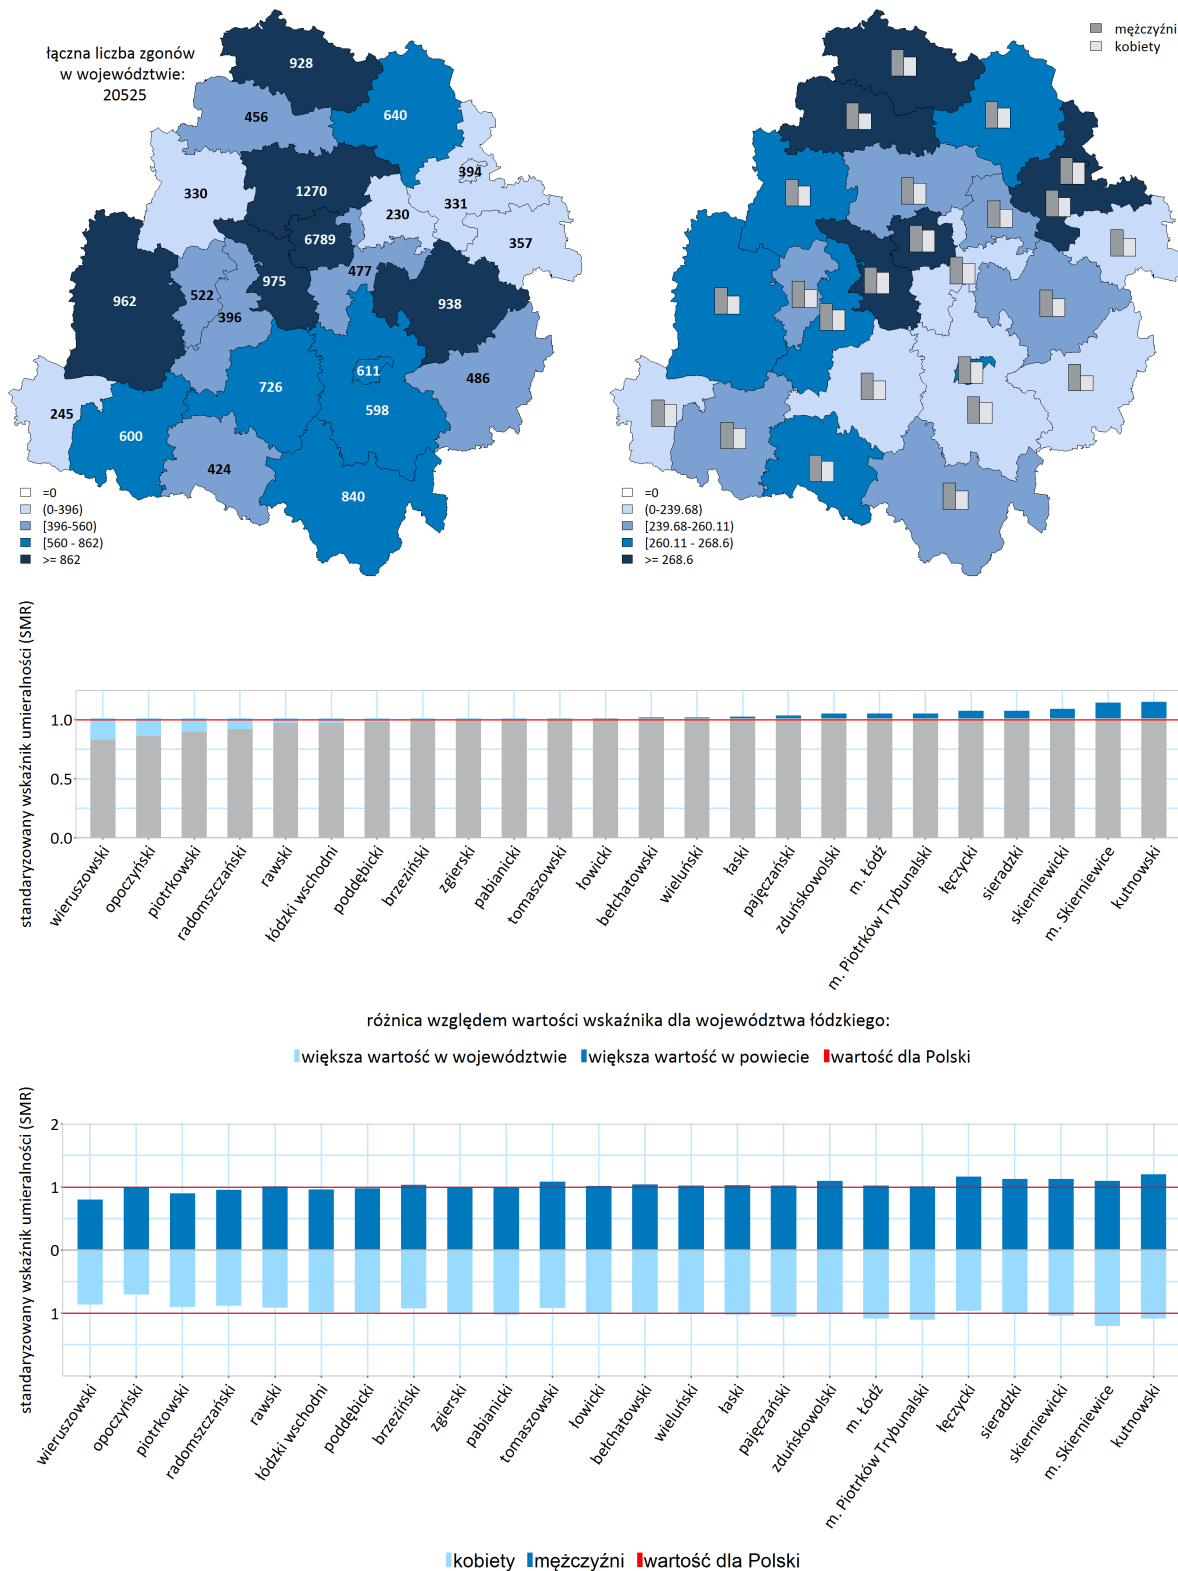 łączna liczba zgonów
w województwie:
20525
928
456
640
394
330
1270
331
230
6789
357
477
975
522
962
938
396
611
726
486
598
245
600
424
840
=0
(0-396)
[396-560)
[560 - 862)
>= 862
mężczyźni
kobiety
=0
(0-239.68)
[239.68-260.11)
[260.11 - 268.6)
>= 268.6
standaryzowany wskaźnik umieralności (SMR)
1.0
0.5
0.0
wieruszowski
opoczyński
piotrkowski
radomszczański
rawski
łódzki wschodni
poddębicki
brzeziński
zgierski
pabianicki
tomaszowski
łowicki
bełchatowski
wieluński
łaski
pajęczański
zduńskowolski
m. Łódź
m. Piotrków Trybunalski
łęczycki
sieradzki
skierniewicki
m. Skierniewice
kutnowski
różnica względem wartości wskaźnika dla województwa łódzkiego:
większa wartość w województwie większa wartość w powiecie wartość dla Polski
standaryzowany wskaźnik umieralności (SMR)
2
1
0
1
wieruszowski
opoczyński
piotrkowski
radomszczański
rawski
łódzki wschodni
poddębicki
brzeziński
zgierski
pabianicki
tomaszowski
łowicki
bełchatowski
wieluński
łaski
pajęczański
zduńskowolski
m. Łódź
m. Piotrków Trybunalski
łęczycki
sieradzki
skierniewicki
m. Skierniewice
kutnowski
kobiety mężczyźni wartość dla Polski